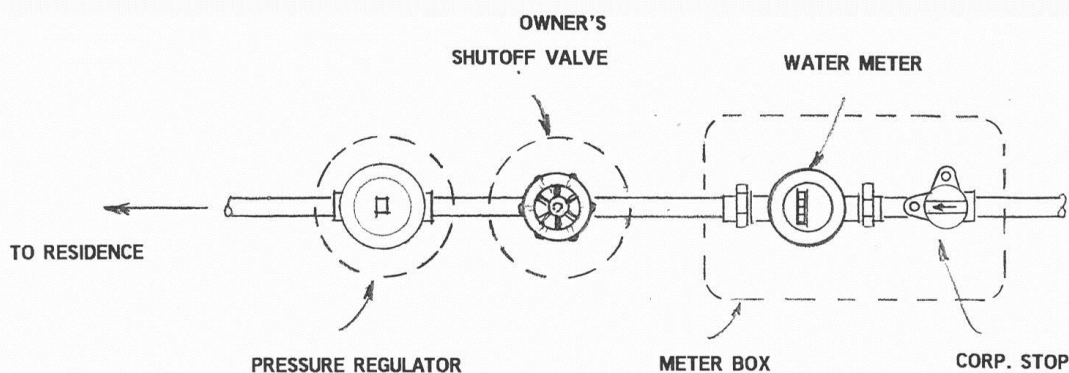 OWNER'S
SHUTOFF VALVE
WATER METER
TO RESIDENCE
PRESSURE REGULATOR
METER BOX
CORP. STOP